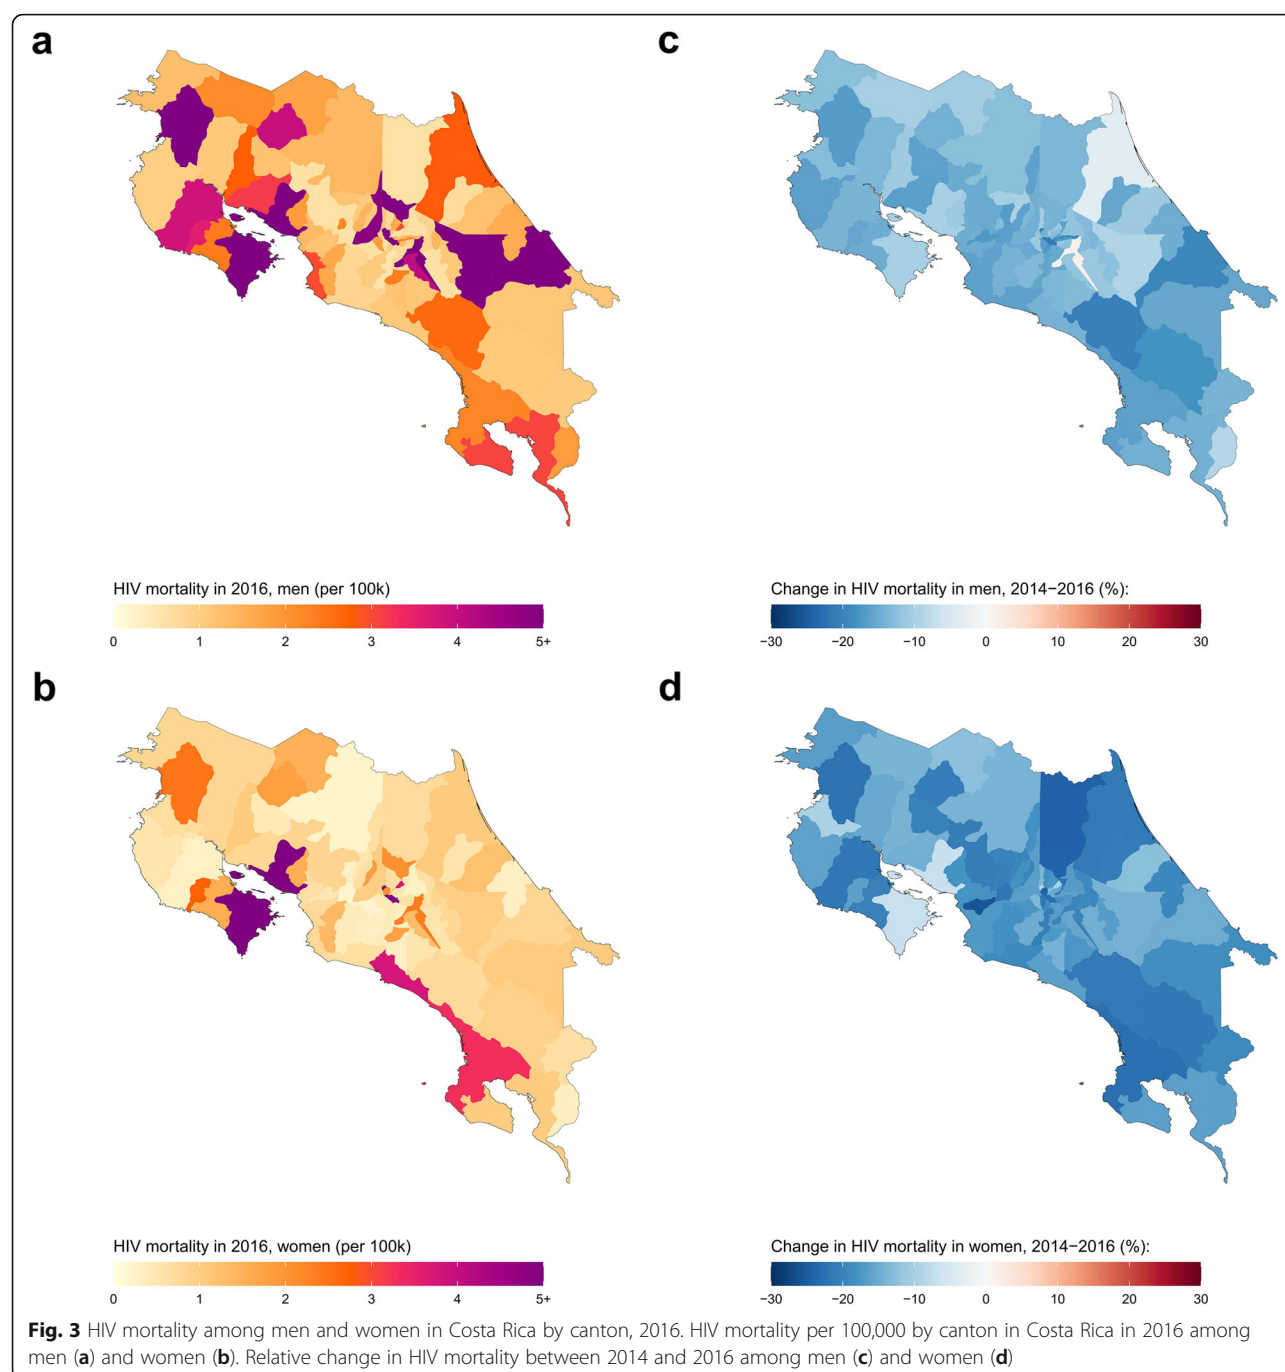 a
c
HIV mortality in 2016, men (per 100k)
0 1 2 3 4 5+
Change in HIV mortality in men, 2014−2016 (%):
−30 −20 −10 0 10 20 30
b
d
HIV mortality in 2016, women (per 100k)
0 1 2 3 4 5+
Change in HIV mortality in women, 2014−2016 (%):
−30 −20 −10 0 10 20 30
Fig. 3 HIV mortality among men and women in Costa Rica by canton, 2016. HIV mortality per 100,000 by canton in Costa Rica in 2016 among
men (a) and women (b). Relative change in HIV mortality between 2014 and 2016 among men (c) and women (d)